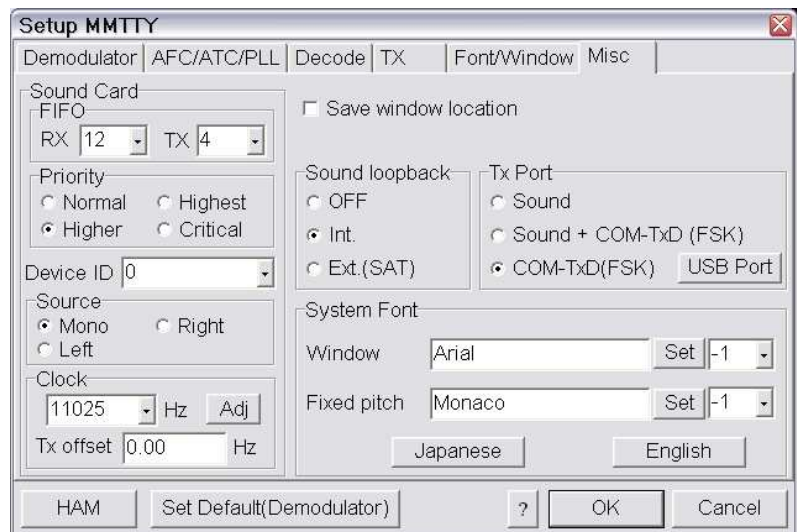 Setup MMTTY
Demodulator AFC/ATC/PLL Decode TX Font/Window Misc
Sound Card
FIFO
RX 12 TX 4
Priority
Normal Highest
Higher Critical
Device ID 0
Source
Mono Right
Left
Clock
11025 Hz Adj
Tx offset 0.00 Hz
Save window location
Sound loopback
OFF
Int.
Ext.(SAT)
Tx Port
Sound
Sound + COM-TxD (FSK)
COM-TxD(FSK) USB Port
System Font
Window Arial Set -1
Fixed pitch Monaco Set -1
Japanese English
HAM Set Default(Demodulator) ? OK Cancel